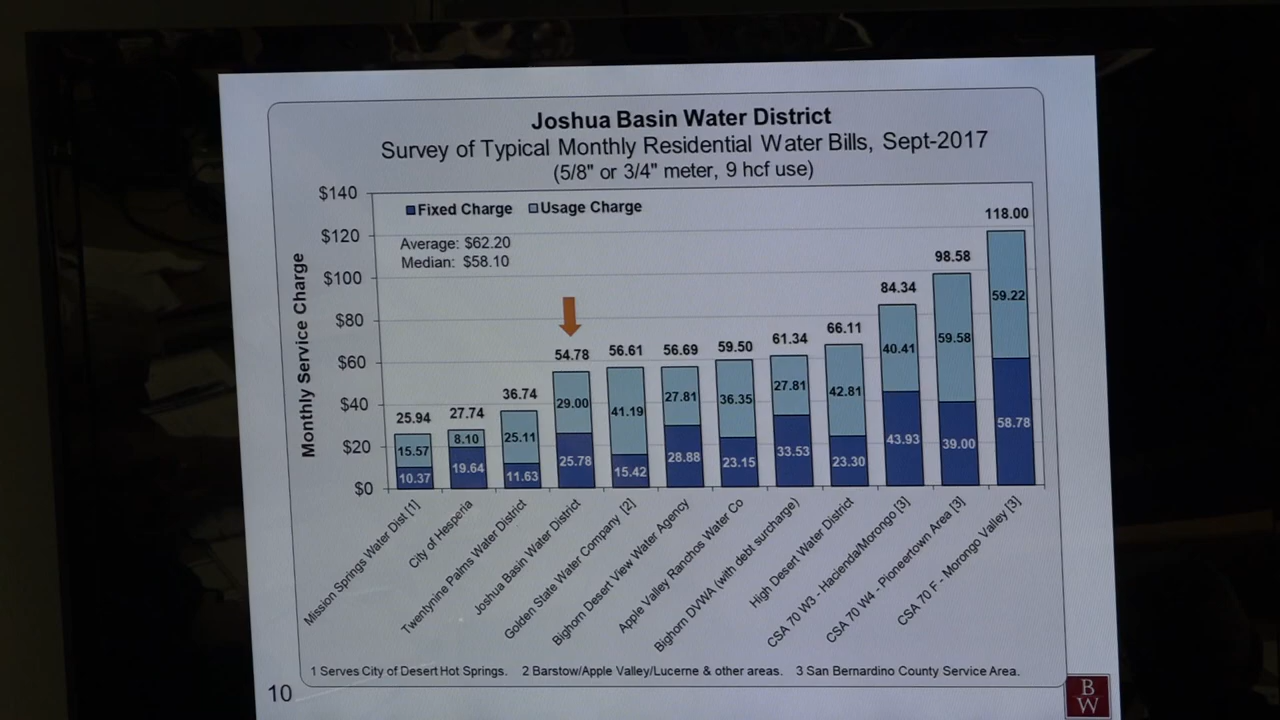 Joshua Basin Water District
Survey of Typical Monthly Residential Water Bills, Sept-2017
(5/8" or 3/4" meter, 9 hcf use)
Monthly Service Charge
$140
$120
$100
$80
$60
$40
$20
$0
Fixed Charge Usage Charge
Average: $62.20
Median: $58.10
25.94
15.57
10.37
27.74
8.10
19.64
36.74
25.11
11.63
54.78
29.00
25.78
56.61
41.19
15.42
56.69
27.81
28.88
59.50
36.35
23.15
61.34
27.81
33.53
66.11
42.81
23.30
84.34
40.41
43.93
98.58
59.58
39.00
118.00
59.22
58.78
Mission Springs Water Dist [1]
City of Hesperia
Twentynine Palms Water District
Joshua Basin Water District
Golden State Water Company [2]
Bighorn Desert View Water Agency
Apple Valley Ranchos Water Co
Bighorn DVWA (with debt surcharge)
High Desert Water District
CSA 70 W3 - Hacienda/Morongo [3]
CSA 70 W4 - Pioneertown Area [3]
CSA 70 F - Morongo Valley [3]
1 Serves City of Desert Hot Springs. 2 Barstow/Apple Valley/Lucerne & other areas. 3 San Bernardino County Service Area.
10
B
W